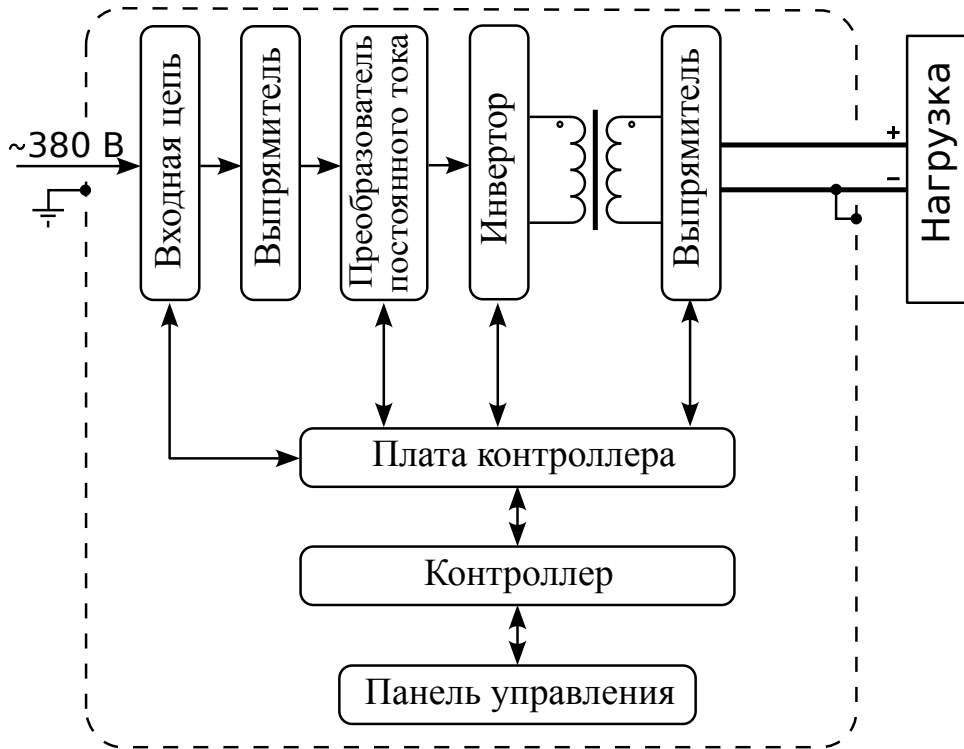 ~380 В
Входная цепь
Выпрямитель
Преобразователь
постоянного тока
Инвертор
Выпрямитель
+
−
Нагрузка
Плата контроллера
Контроллер
Панель управления